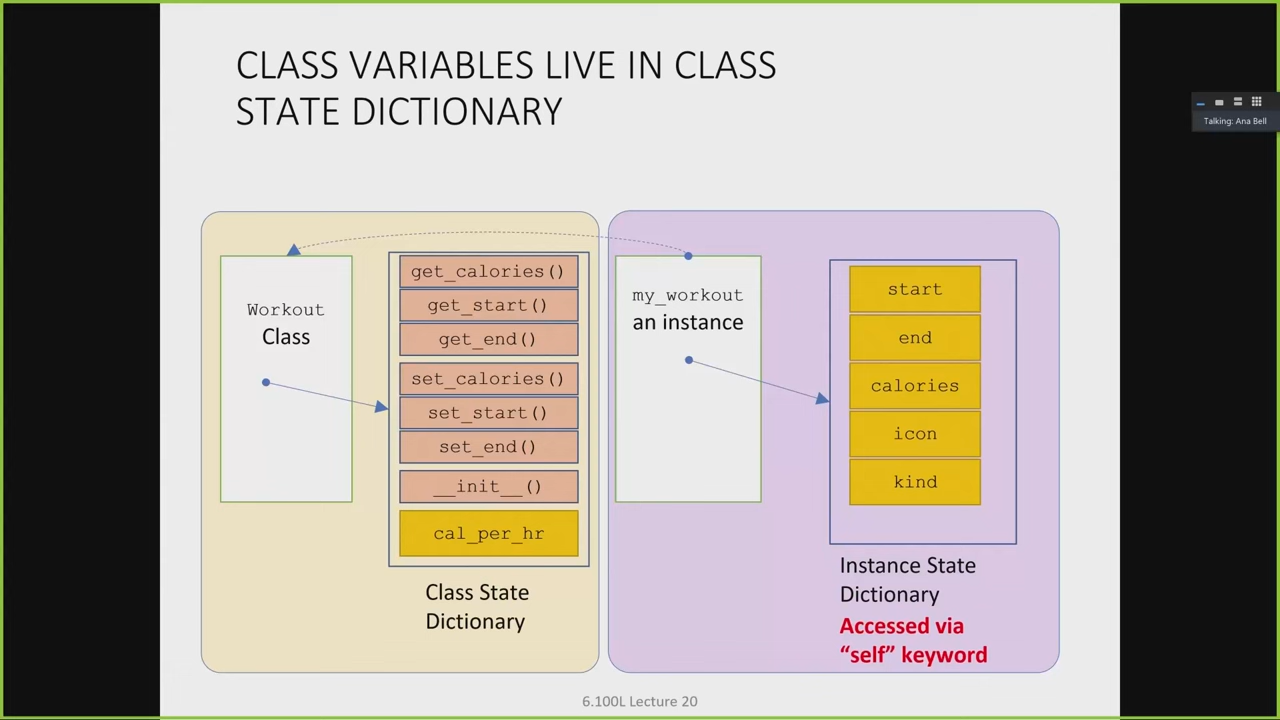 CLASS VARIABLES LIVE IN CLASS
STATE DICTIONARY
Talking: Ana Bell
Workout
Class
get_calories()
get_start()
get_end()
set_calories()
set_start()
set_end()
__init__()
cal_per_hr
Class State
Dictionary
my_workout
an instance
start
end
calories
icon
kind
Instance State
Dictionary
Accessed via
“self” keyword
6.100L Lecture 20